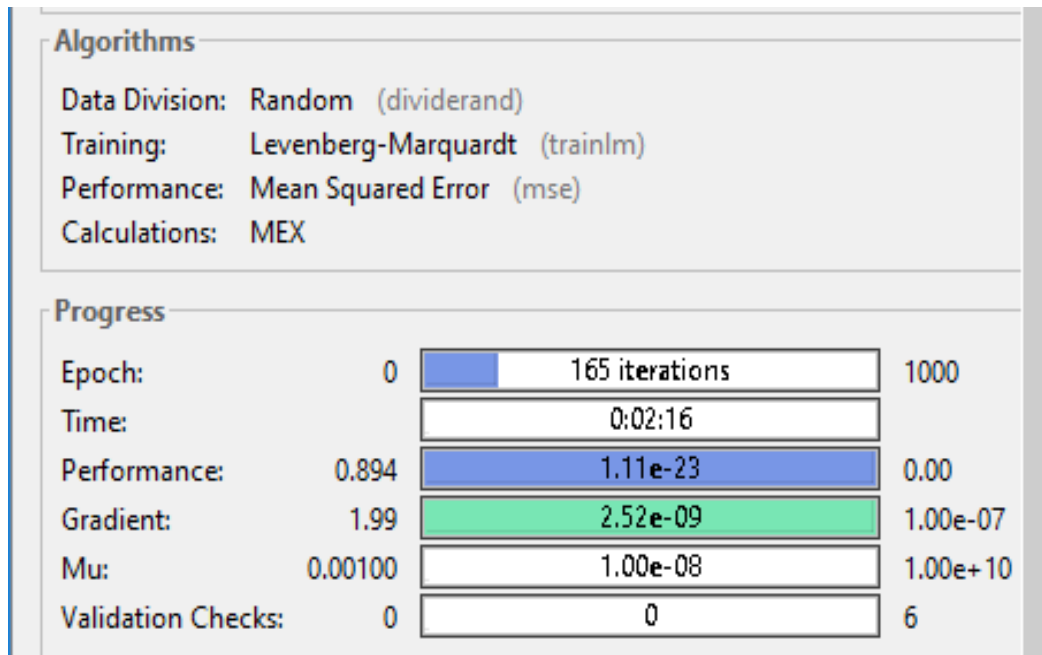 Algorithms
Data Division: Random (dividerand)
Training: Levenberg-Marquardt (trainlm)
Performance: Mean Squared Error (mse)
Calculations: MEX
Progress
Epoch: 0 165 iterations 1000
Time: 0:02:16
Performance: 0.894 1.11e-23 0.00
Gradient: 1.99 2.52e-09 1.00e-07
Mu: 0.00100 1.00e-08 1.00e+10
Validation Checks: 0 0 6